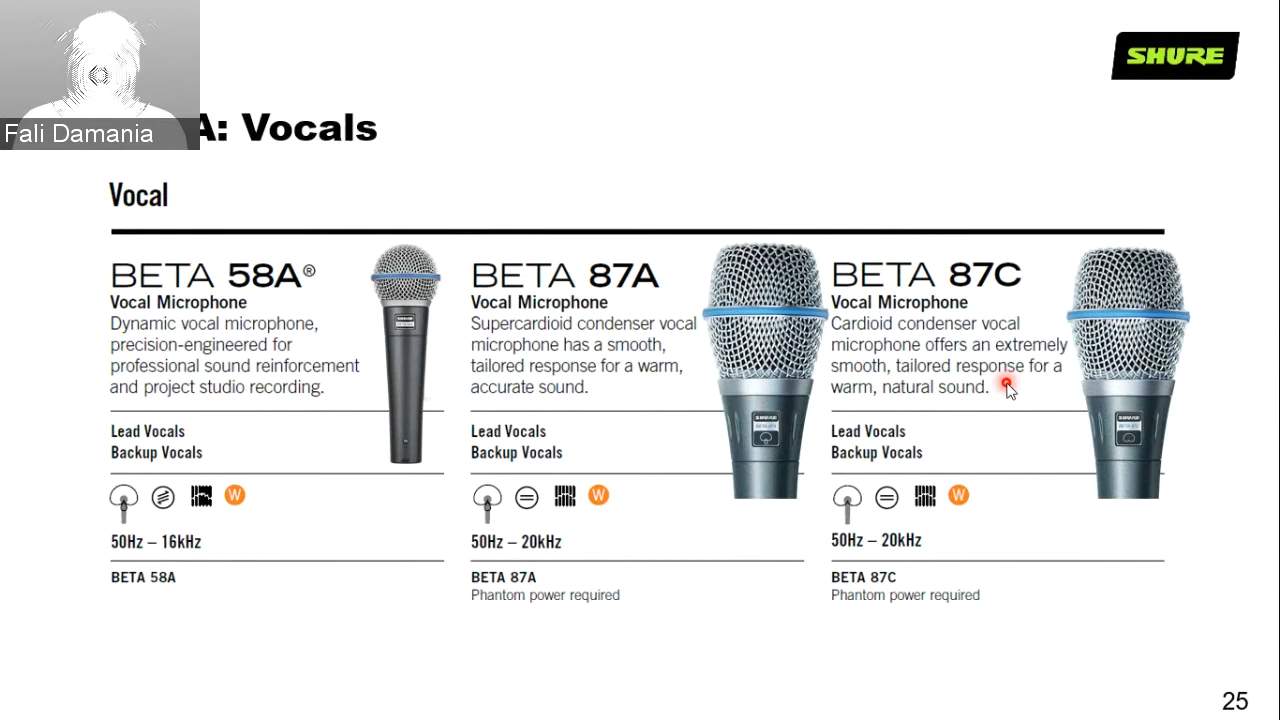 SHURE
Fali Damania
A: Vocals
Vocal
BETA 58A®
Vocal Microphone
Dynamic vocal microphone,
precision-engineered for
professional sound reinforcement
and project studio recording.
Lead Vocals
Backup Vocals
W
50Hz – 16kHz
BETA 58A
BETA 87A
Vocal Microphone
Supercardioid condenser vocal
microphone has a smooth,
tailored response for a warm,
accurate sound.
Lead Vocals
Backup Vocals
W
50Hz – 20kHz
BETA 87A
Phantom power required
BETA 87C
Vocal Microphone
Cardioid condenser vocal
microphone offers an extremely
smooth, tailored response for a
warm, natural sound.
Lead Vocals
Backup Vocals
W
50Hz – 20kHz
BETA 87C
Phantom power required
SHURE
SHURE
25